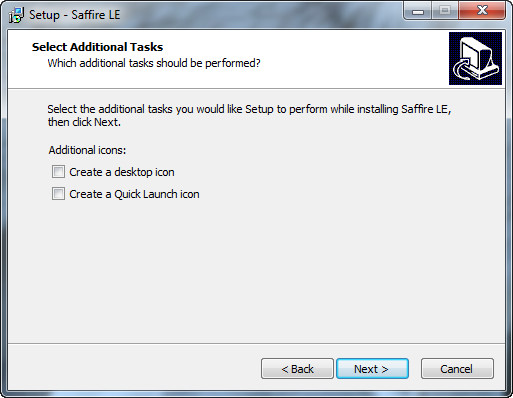 Setup - Saffire LE
Select Additional Tasks
Which additional tasks should be performed?
Select the additional tasks you would like Setup to perform while installing Saffire LE,
then click Next.
Additional icons:
Create a desktop icon
Create a Quick Launch icon
< Back
Next >
Cancel